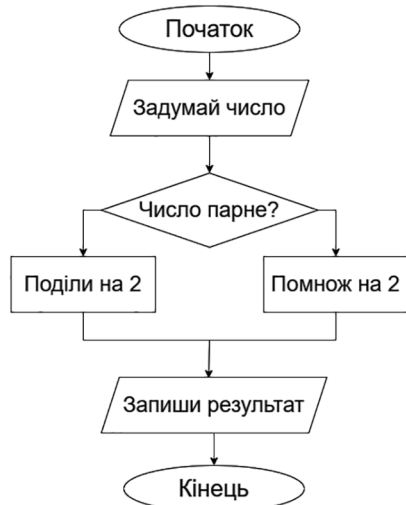 Початок
Задумай число
Число парне?
Поділи на 2
Помнож на 2
Запиши результат
Кінець